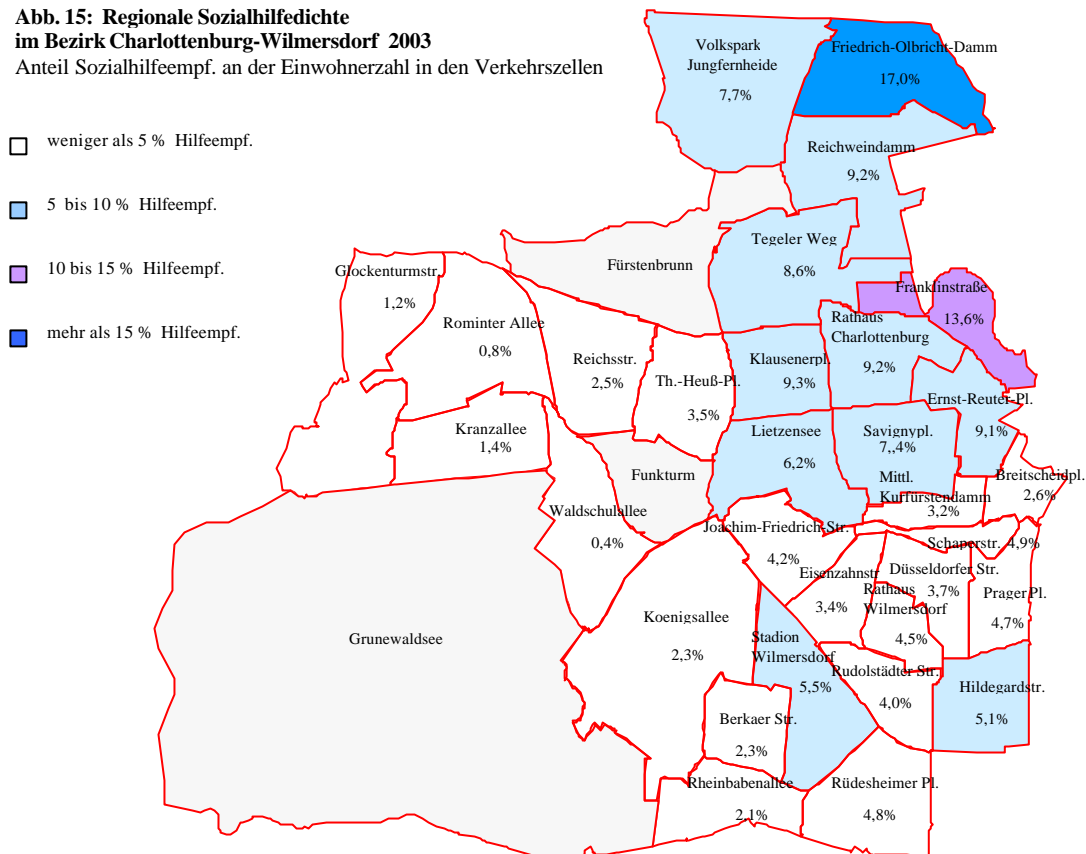 Abb. 15: Regionale Sozialhilfedichte
im Bezirk Charlottenburg-Wilmersdorf 2003
Anteil Sozialhilfeempf. an der Einwohnerzahl in den Verkehrszellen
weniger als 5 % Hilfeempf.
5 bis 10 % Hilfeempf.
10 bis 15 % Hilfeempf.
mehr als 15 % Hilfeempf.
Volkspark
Jungfernheide
7,7%
Friedrich-Olbricht-Damm
17,0%
Reichweindamm
9,2%
Tegeler Weg
8,6%
Fürstenbrunn
Glockenturmstr.
1,2%
Rominter Allee
0,8%
Franklinstraße
13,6%
Rathaus
Charlottenburg
9,2%
Reichsstr.
2,5%
Th.-Heuß-Pl.
3,5%
Klausenerpl.
9,3%
Ernst-Reuter-Pl.
9,1%
Kranzallee
1,4%
Lietzensee
6,2%
Savignypl.
7,,4%
Funkturm
Mittl.
Kurfürstendamm
3,2%
Breitscheidpl.
2,6%
Waldschulallee
0,4%
Joachim-Friedrich-Str.
4,2%
Schaperstr.
4,9%
Eisenzahnstr
3,4%
Düsseldorfer Str.
3,7%
Rathaus
Wilmersdorf
4,5%
Prager Pl.
4,7%
Grunewaldsee
Koenigsallee
2,3%
Stadion
Wilmersdorf
5,5%
Rudolstädter Str.
4,0%
Hildegardstr.
5,1%
Berkaer Str.
2,3%
Rheinbabenallee
2,1%
Rüdesheimer Pl.
4,8%